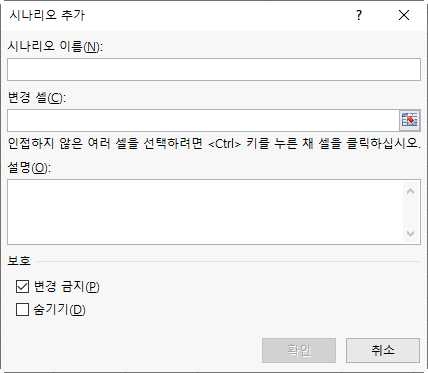 시나리오 추가
시나리오 이름(N):
변경 셀(C):
인접하지 않은 여러 셀을 선택하려면 <Ctrl> 키를 누른 채 셀을 클릭하십시오.
설명(O):
보호
변경 금지(P)
숨기기(D)
확인 취소